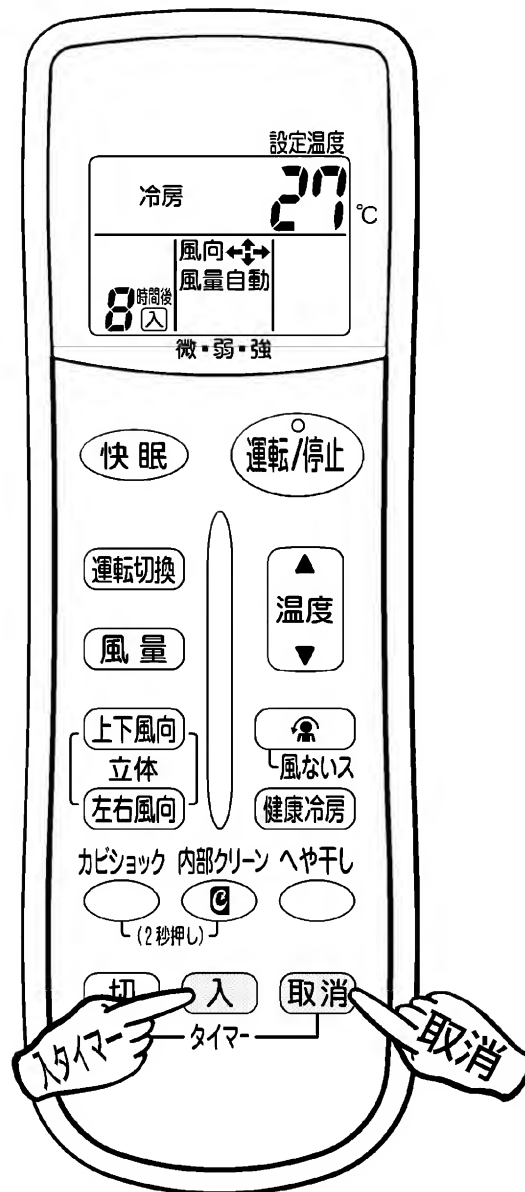 設定温度
冷房 27℃
風向
風量自動
8時間後
入
微・弱・強
快眠 運転/停止
運転切換
温度
風量
上下風向
立体
風ないス
左右風向 健康冷房
カビショック 内部クリーン へや干し
(2秒押し)
切 入 取消
タイマー
入タイマー 取消